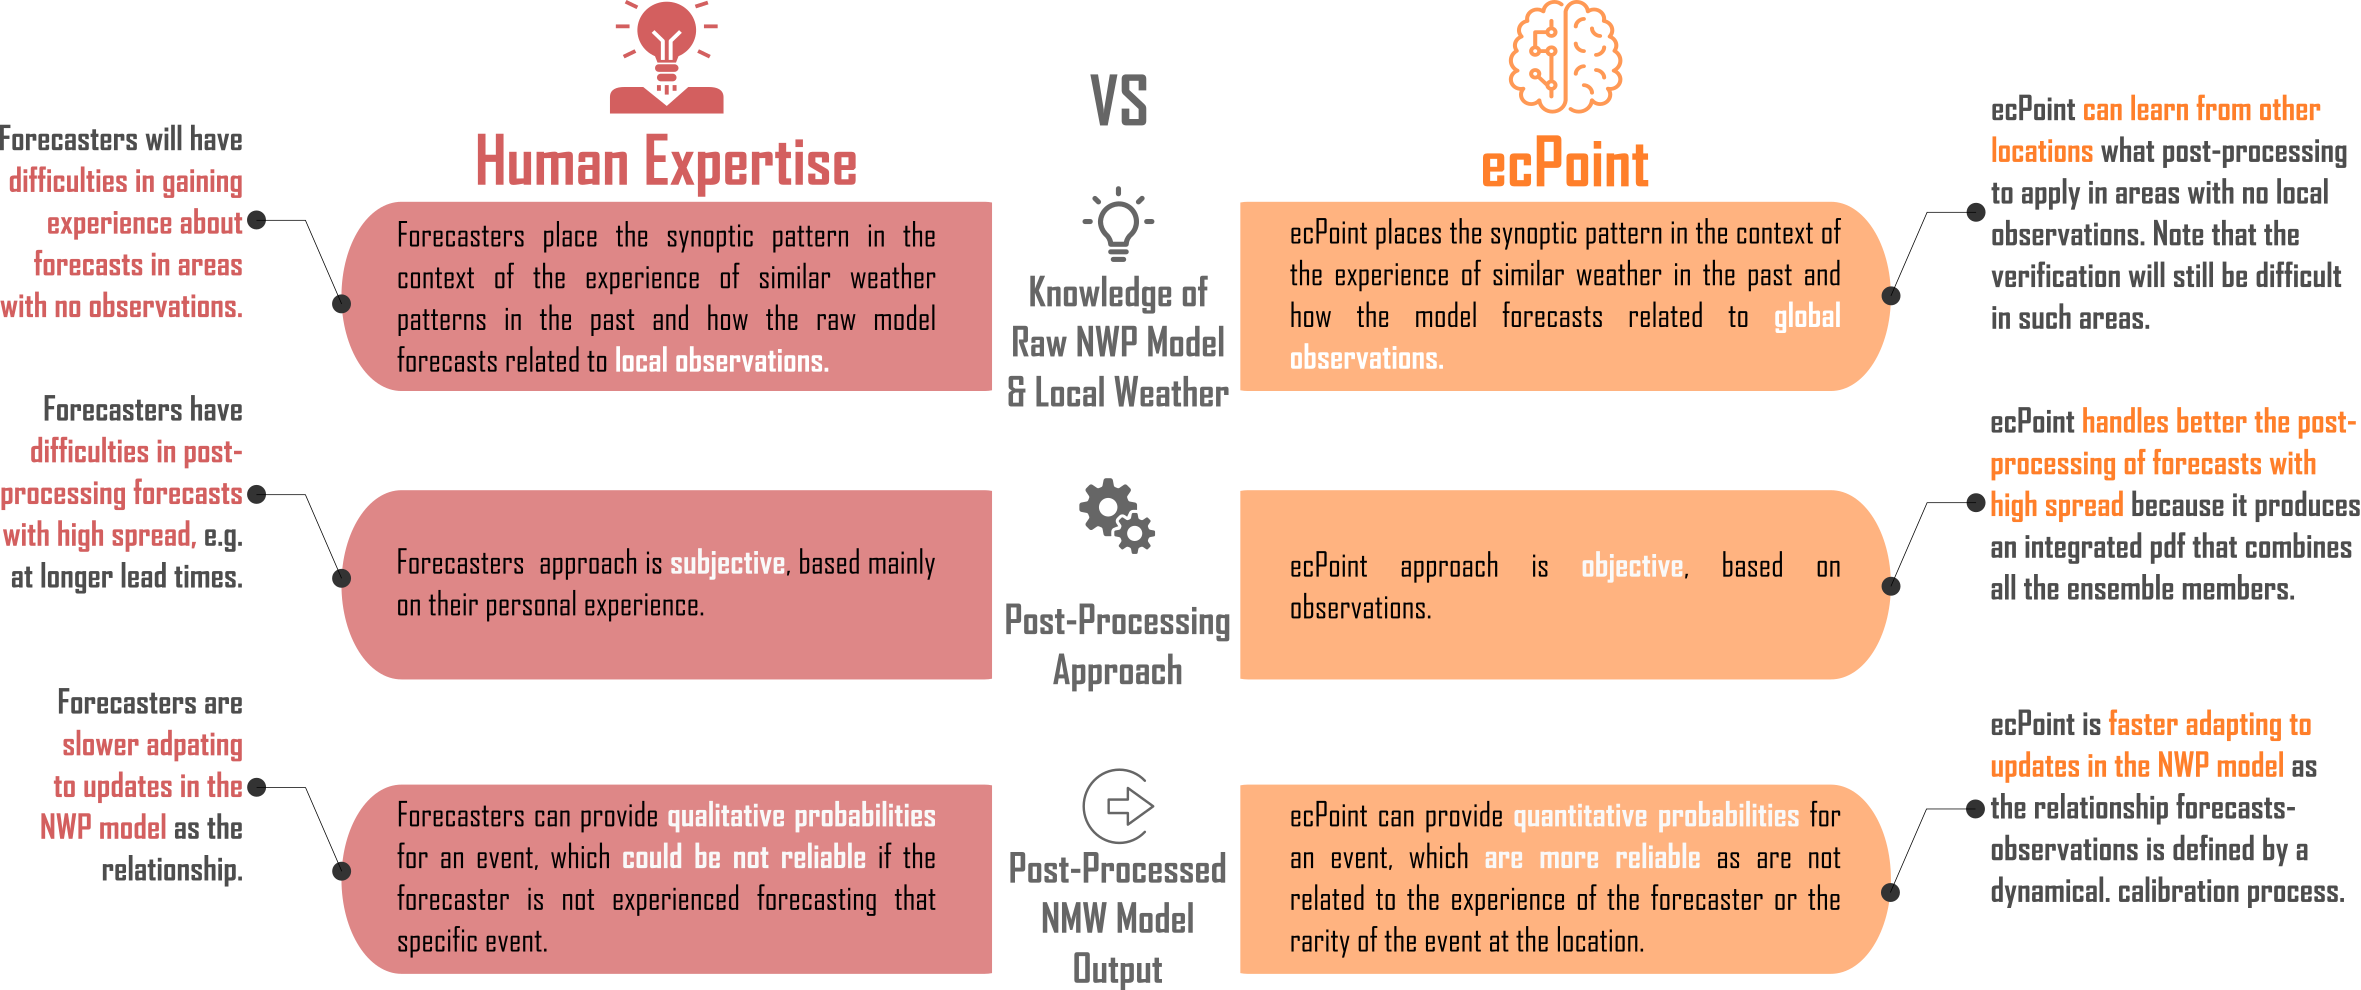 VS
Human Expertise
ecPoint
Forecasters will have
difficulties in gaining
experience about
forecasts in areas
with no observations.
Forecasters place the synoptic pattern in the
context of the experience of similar weather
patterns in the past and how the raw model
forecasts related to local observations.
Knowledge of
Raw NWP Model
& Local Weather
ecPoint places the synoptic pattern in the context of
the experience of similar weather in the past and
how the model forecasts related to global
observations.
ecPoint can learn from other
locations what post-processing
to apply in areas with no local
observations. Note that the
verification will still be difficult
in such areas.
Forecasters have
difficulties in post-
processing forecasts
with high spread, e.g.
at longer lead times.
Forecasters approach is subjective, based mainly
on their personal experience.
Post-Processing
Approach
ecPoint approach is objective, based on
observations.
ecPoint handles better the post-
processing of forecasts with
high spread because it produces
an integrated pdf that combines
all the ensemble members.
Forecasters are
slower adpating
to updates in the
NWP model as the
relationship.
Forecasters can provide qualitative probabilities
for an event, which could be not reliable if the
forecaster is not experienced forecasting that
specific event.
Post-Processed
NMW Model
Output
ecPoint can provide quantitative probabilities for
an event, which are more reliable as are not
related to the experience of the forecaster or the
rarity of the event at the location.
ecPoint is faster adapting to
updates in the NWP model as
the relationship forecasts-
observations is defined by a
dynamical. calibration process.